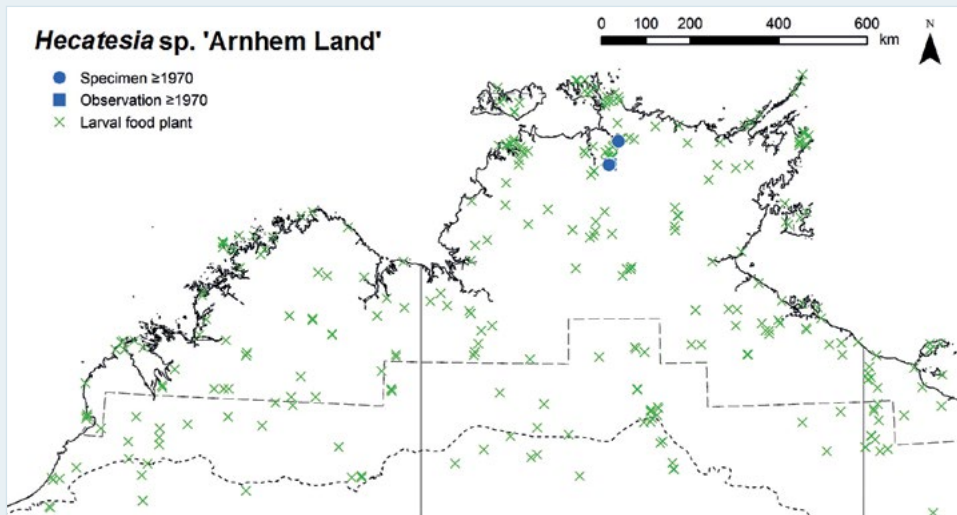 Hecatesia sp. 'Arnhem Land'
0 100 200 400 600
km
N
Specimen ≥1970
Observation ≥1970
Larval food plant